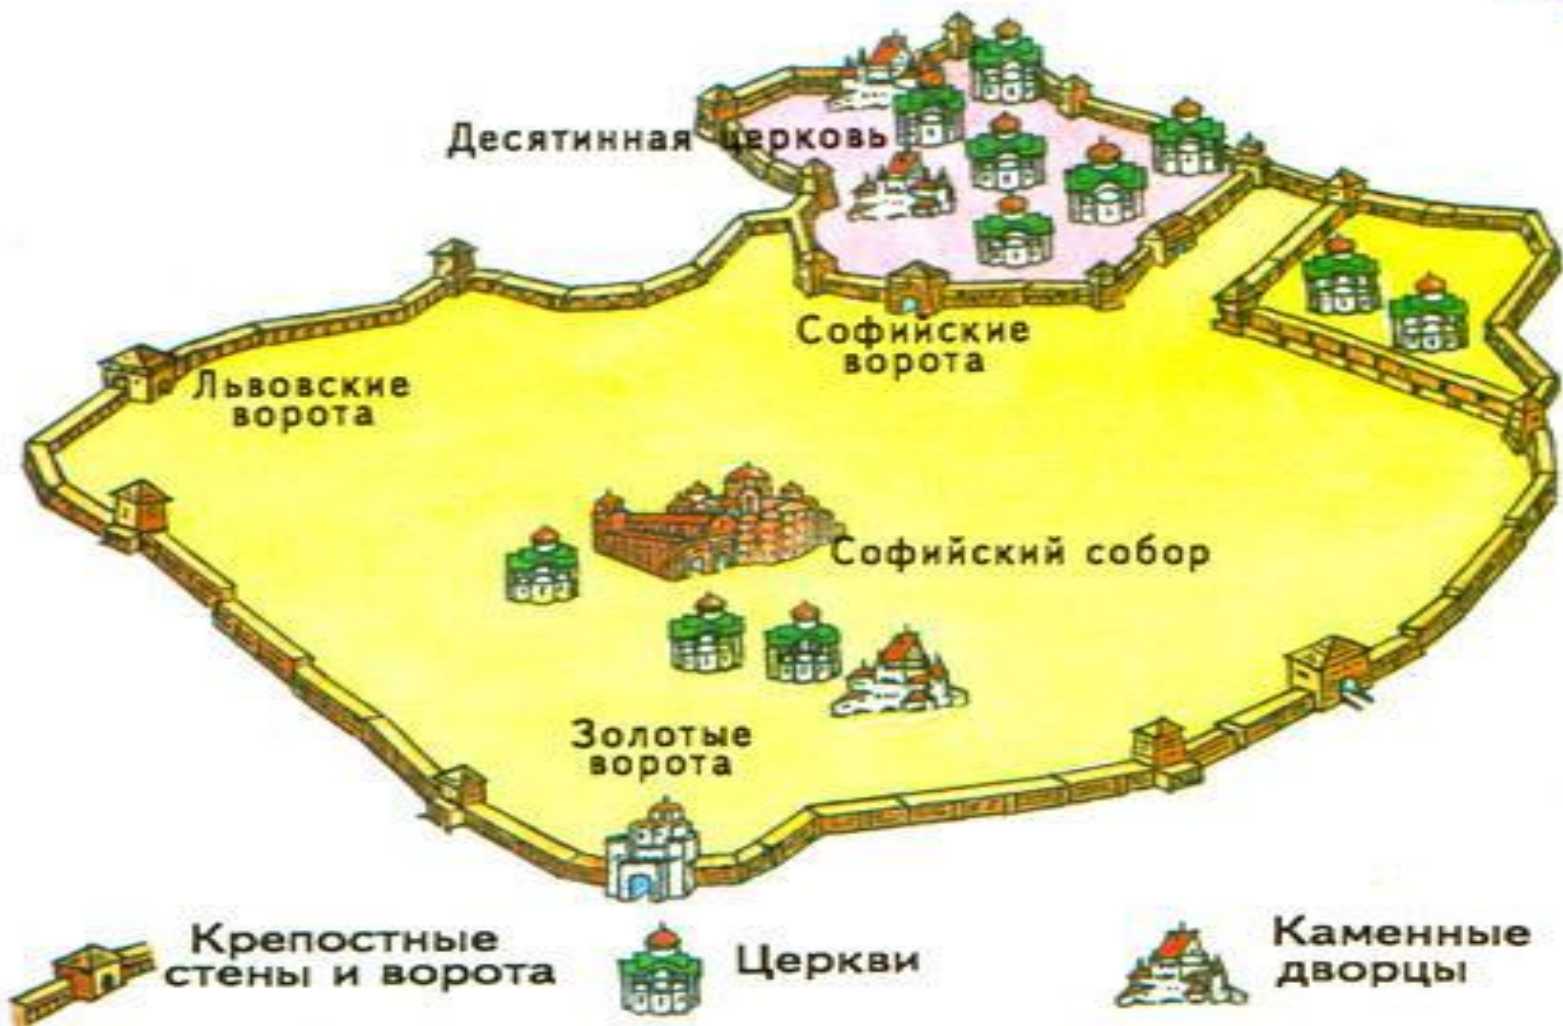 Десятинная церковь
Софийские
ворота
Львовские
ворота
Софийский собор
Золотые
ворота
Крепостные
стены и ворота
Церкви
Каменные
дворцы